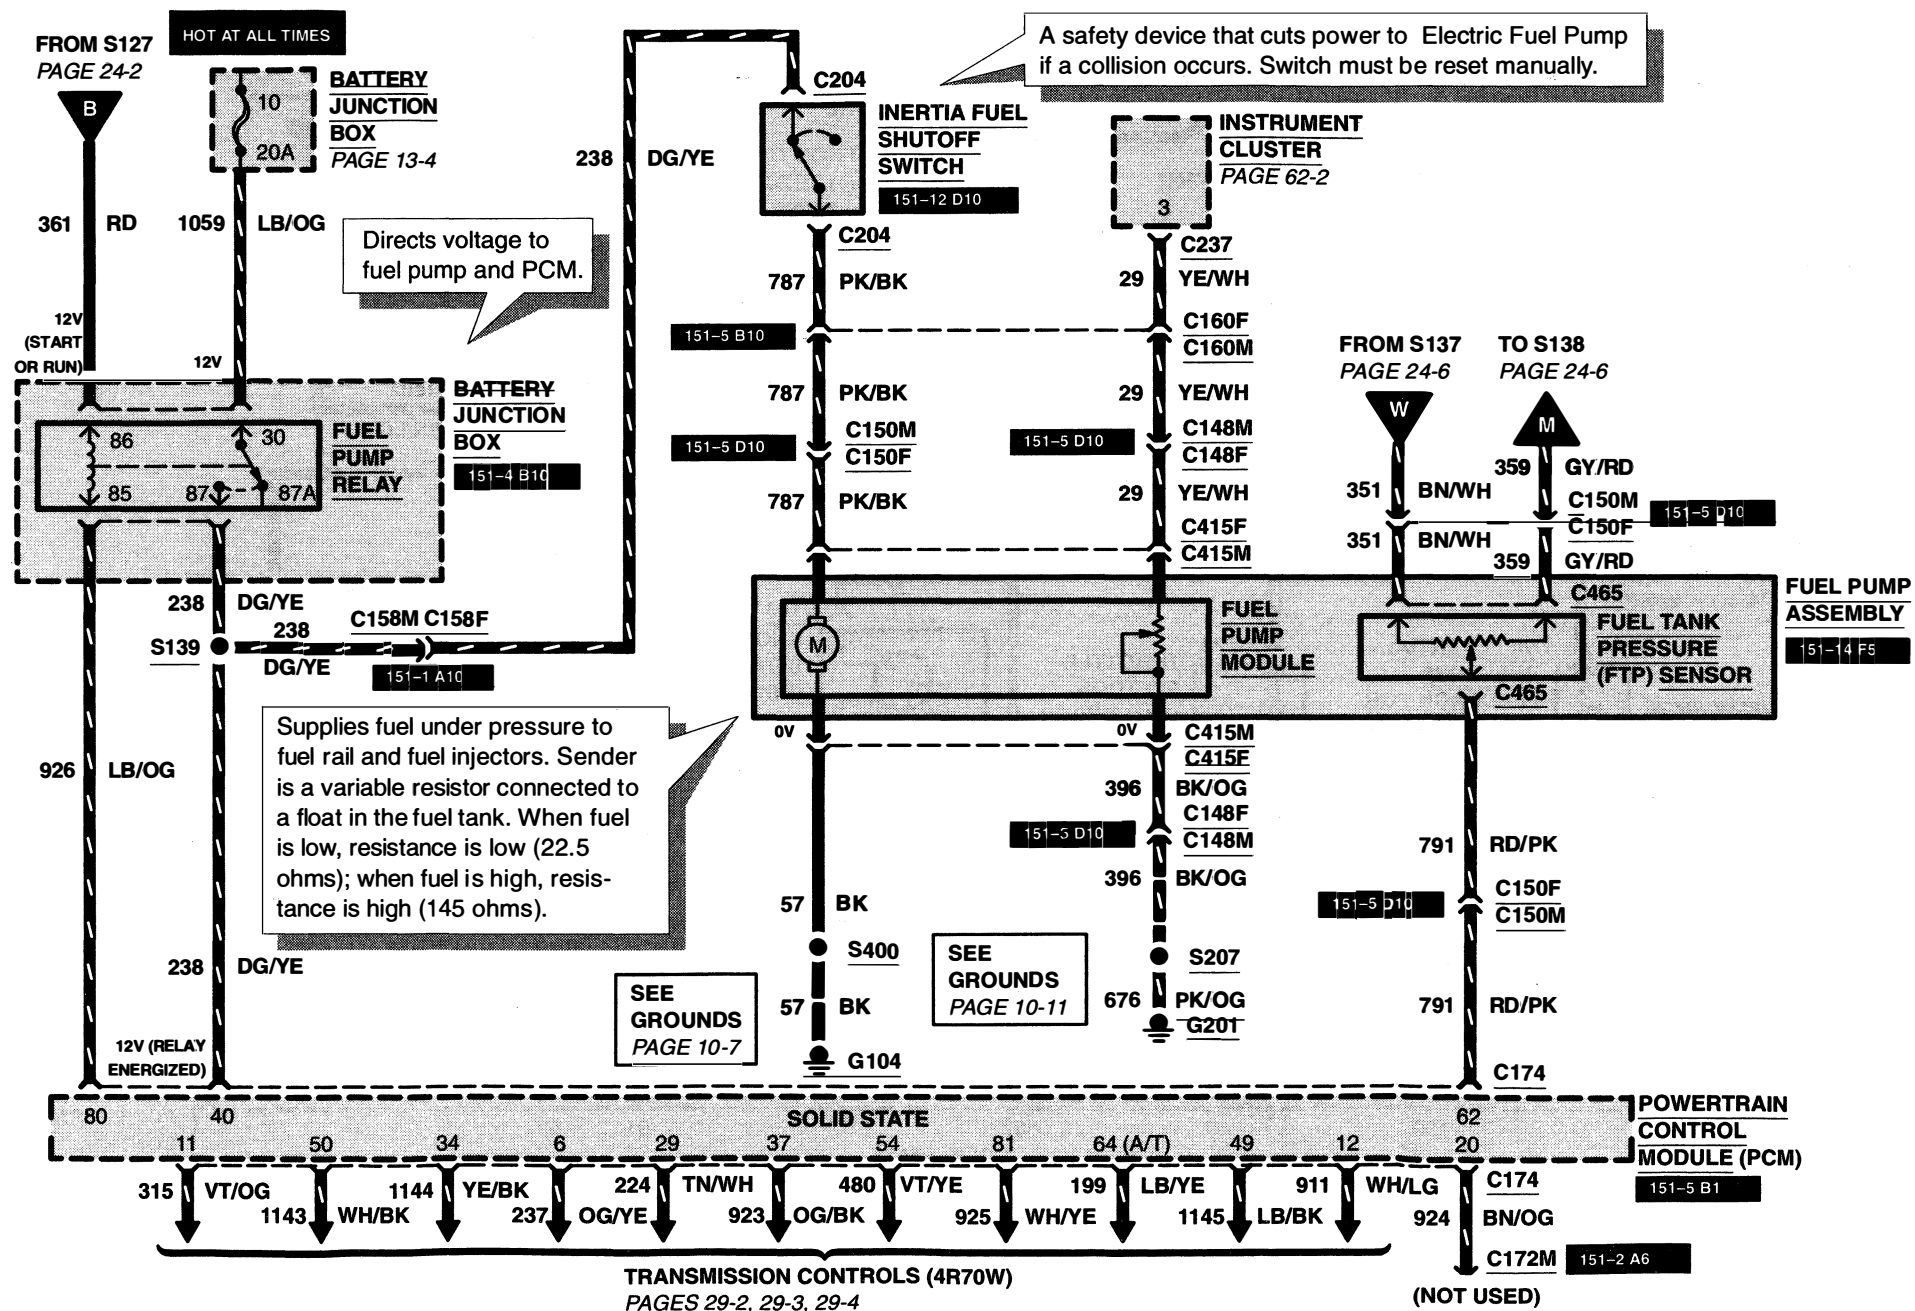 FROM S127
PAGE 24-2
B
HOT AT ALL TIMES
10
20A
BATTERY
JUNCTION
BOX
PAGE 13-4
361 RD
1059 LB/OG
12V
(START
OR RUN)
12V
Directs voltage to
fuel pump and PCM.
238 DG/YE
C204
INERTIA FUEL
SHUTOFF
SWITCH
151-12 D10
A safety device that cuts power to Electric Fuel Pump
if a collision occurs. Switch must be reset manually.
INSTRUMENT
CLUSTER
PAGE 62-2
3
C204
C237
787 PK/BK
29 YE/WH
151-5 B10
C160F
C160M
787 PK/BK
29 YE/WH
151-5 D10
C150M
C150F
151-5 D10
C148M
C148F
787 PK/BK
29 YE/WH
C415F
C415M
FROM S137
PAGE 24-6
W
TO S138
PAGE 24-6
M
351 BN/WH
359 GY/RD
C150M
C150F
151-5 D10
351 BN/WH
359 GY/RD
C465
BATTERY
JUNCTION
BOX
151-4 B10
FUEL
PUMP
RELAY
86
30
85
87
87A
238 DG/YE
S139
238
DG/YE
C158M C158F
151-1 A10
M
FUEL
PUMP
MODULE
FUEL TANK
PRESSURE
(FTP) SENSOR
C465
FUEL PUMP
ASSEMBLY
151-14 F5
Supplies fuel under pressure to
fuel rail and fuel injectors. Sender
is a variable resistor connected to
a float in the fuel tank. When fuel
is low, resistance is low (22.5
ohms); when fuel is high, resis-
tance is high (145 ohms).
0V
0V
C415M
C415F
396 BK/OG
151-5 D10
C148F
C148M
396 BK/OG
926 LB/OG
238 DG/YE
57 BK
S400
57 BK
G104
SEE
GROUNDS
PAGE 10-7
SEE
GROUNDS
PAGE 10-11
S207
676 PK/OG
G201
791 RD/PK
151-5 D10
C150F
C150M
791 RD/PK
C174
12V (RELAY
ENERGIZED)
80 40 SOLID STATE 62
11 50 34 6 29 37 54 81 64 (A/T) 49 12 20
POWERTRAIN
CONTROL
MODULE (PCM)
151-5 B1
315 VT/OG
1143 WH/BK
1144 YE/BK
237 OG/YE
224 TN/WH
923 OG/BK
480 VT/YE
925 WH/YE
199 LB/YE
1145 LB/BK
911 WH/LG
C174
924 BN/OG
C172M
151-2 A6
(NOT USED)
TRANSMISSION CONTROLS (4R70W)
PAGES 29-2, 29-3, 29-4